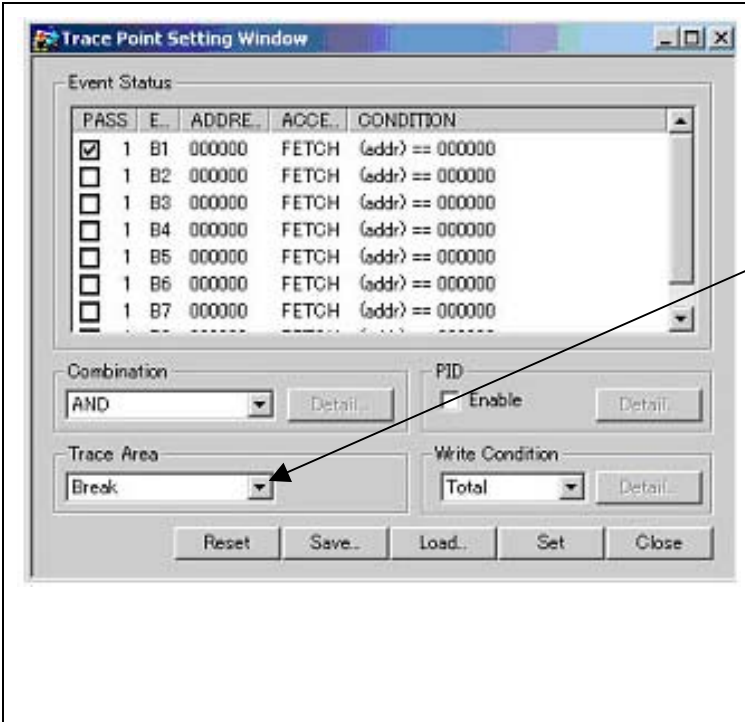 Trace Point Setting Window
Event Status
PASS E.. ADDRE.. ACCE.. CONDITION
1 B1 000000 FETCH (addr) == 000000
1 B2 000000 FETCH (addr) == 000000
1 B3 000000 FETCH (addr) == 000000
1 B4 000000 FETCH (addr) == 000000
1 B5 000000 FETCH (addr) == 000000
1 B6 000000 FETCH (addr) == 000000
1 B7 000000 FETCH (addr) == 000000
Combination
AND Detail...
PID
Enable Detail...
Trace Area
Break
Write Condition
Total Detail...
Reset Save.. Load.. Set Close